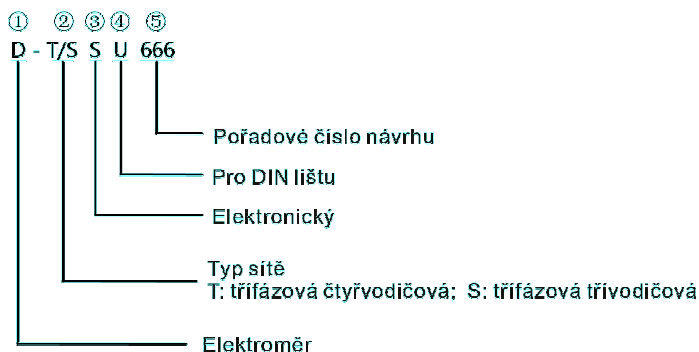 ① ② ③ ④ ⑤
D - T/S S U 666
Pořadové číslo návrhu
Pro DIN lištu
Elektronický
Typ sítě
T: třífázová čtyřvodičová; S: třífázová třívodičová
Elektroměr